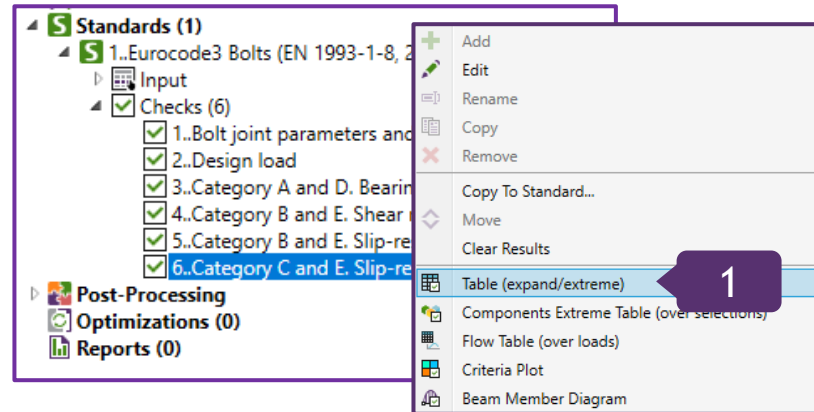 Standards (1)
1..Eurocode3 Bolts (EN 1993-1-8, 2
Input
Checks (6)
1..Bolt joint parameters and
2..Design load
3..Category A and D. Bearin
4..Category B and E. Shear
5..Category B and E. Slip-re
6..Category C and E. Slip-re
Post-Processing
Optimizations (0)
Reports (0)
Add
Edit
Rename
Copy
Remove
Copy To Standard...
Move
Clear Results
Table (expand/extreme)
1
Components Extreme Table (over selections)
Flow Table (over loads)
Criteria Plot
Beam Member Diagram